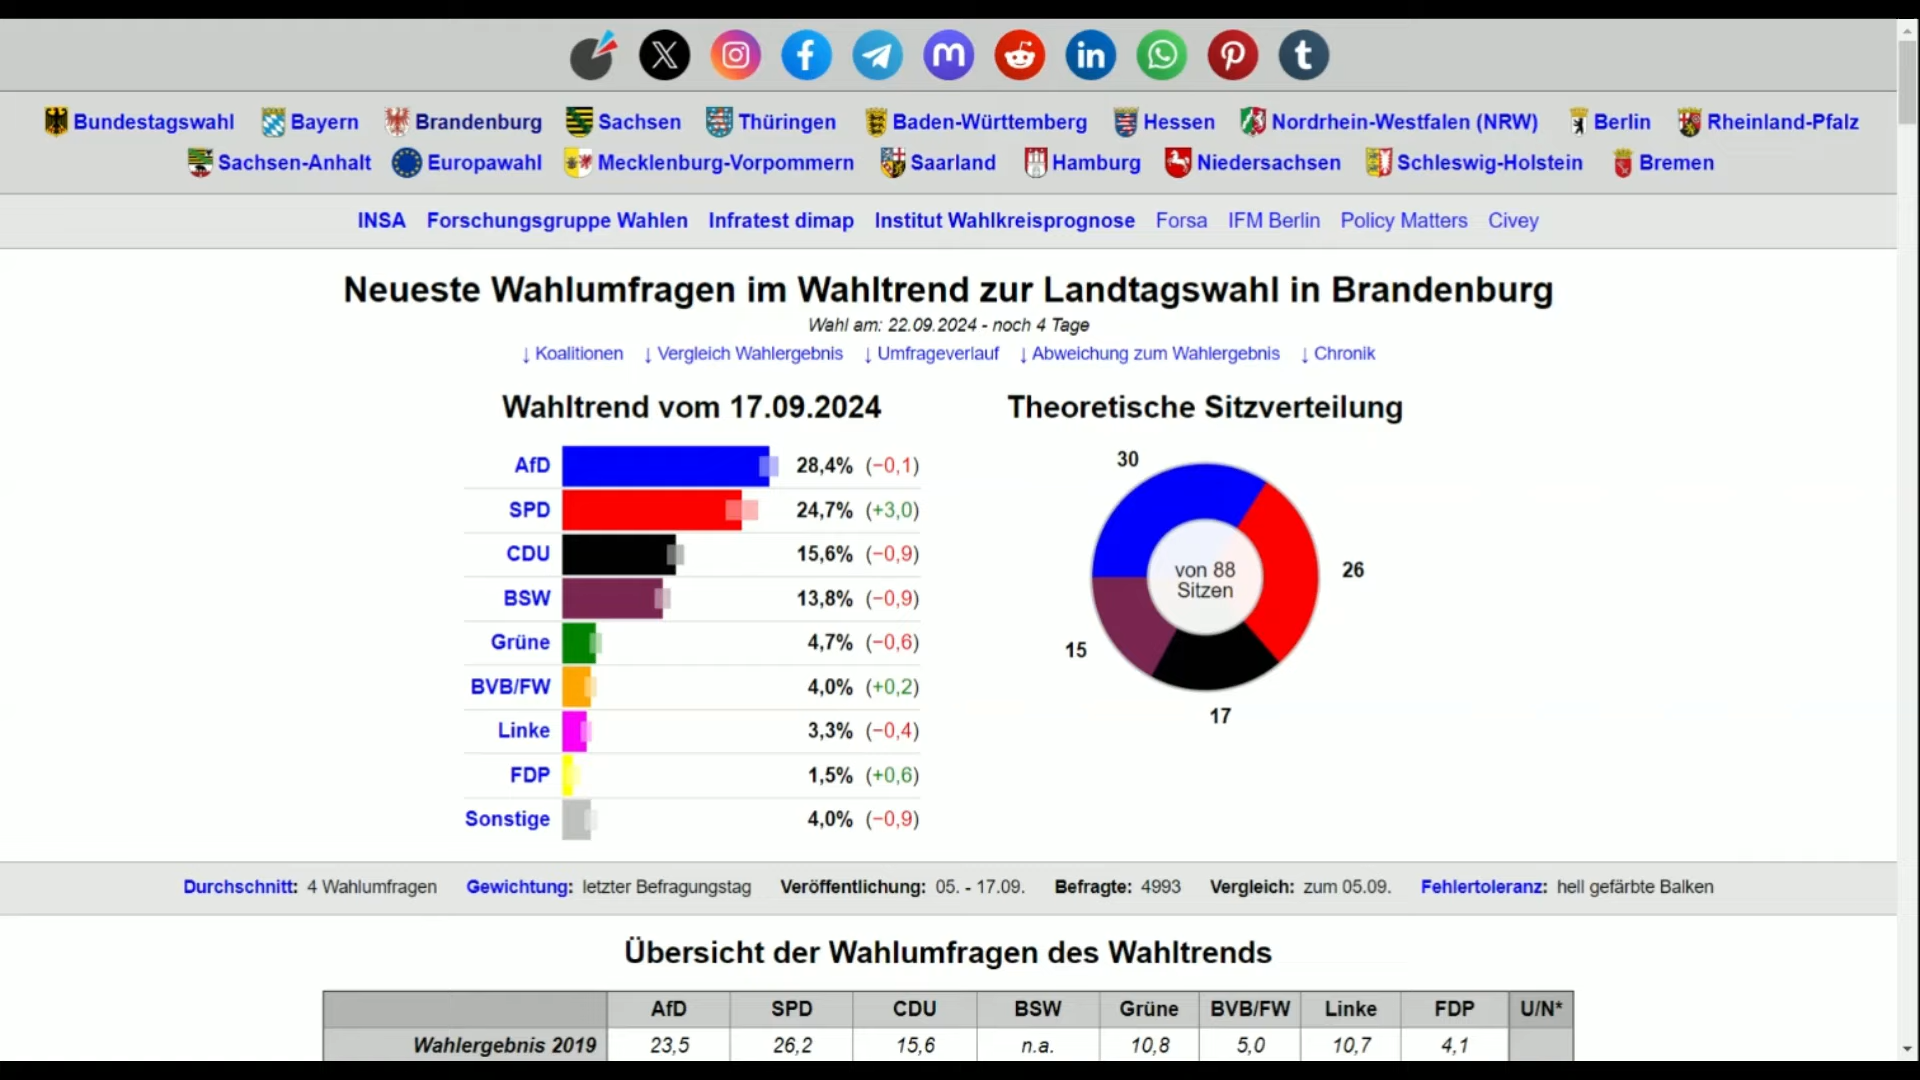 Bundestagswahl Bayern Brandenburg Sachsen Thüringen Baden-Württemberg Hessen Nordrhein-Westfalen (NRW) Berlin Rheinland-Pfalz
Sachsen-Anhalt Europawahl Mecklenburg-Vorpommern Saarland Hamburg Niedersachsen Schleswig-Holstein Bremen
INSA Forschungsgruppe Wahlen Infratest dimap Institut Wahlkreisprognose Forsa IFM Berlin Policy Matters Civey
Neueste Wahlumfragen im Wahltrend zur Landtagswahl in Brandenburg
Wahl am: 22.09.2024 - noch 4 Tage
↓ Koalitionen ↓ Vergleich Wahlergebnis ↓ Umfrageverlauf ↓ Abweichung zum Wahlergebnis ↓ Chronik
Wahltrend vom 17.09.2024
AfD 28,4% (−0,1)
SPD 24,7% (+3,0)
CDU 15,6% (−0,9)
BSW 13,8% (−0,9)
Grüne 4,7% (−0,6)
BVB/FW 4,0% (+0,2)
Linke 3,3% (−0,4)
FDP 1,5% (+0,6)
Sonstige 4,0% (−0,9)
Theoretische Sitzverteilung
30
26
von 88
Sitzen
15
17
Durchschnitt: 4 Wahlumfragen Gewichtung: letzter Befragungstag Veröffentlichung: 05. - 17.09. Befragte: 4993 Vergleich: zum 05.09. Fehlertoleranz: hell gefärbte Balken
Übersicht der Wahlumfragen des Wahltrends
AfD SPD CDU BSW Grüne BVB/FW Linke FDP U/N*
Wahlergebnis 2019 23,5 26,2 15,6 n.a. 10,8 5,0 10,7 4,1